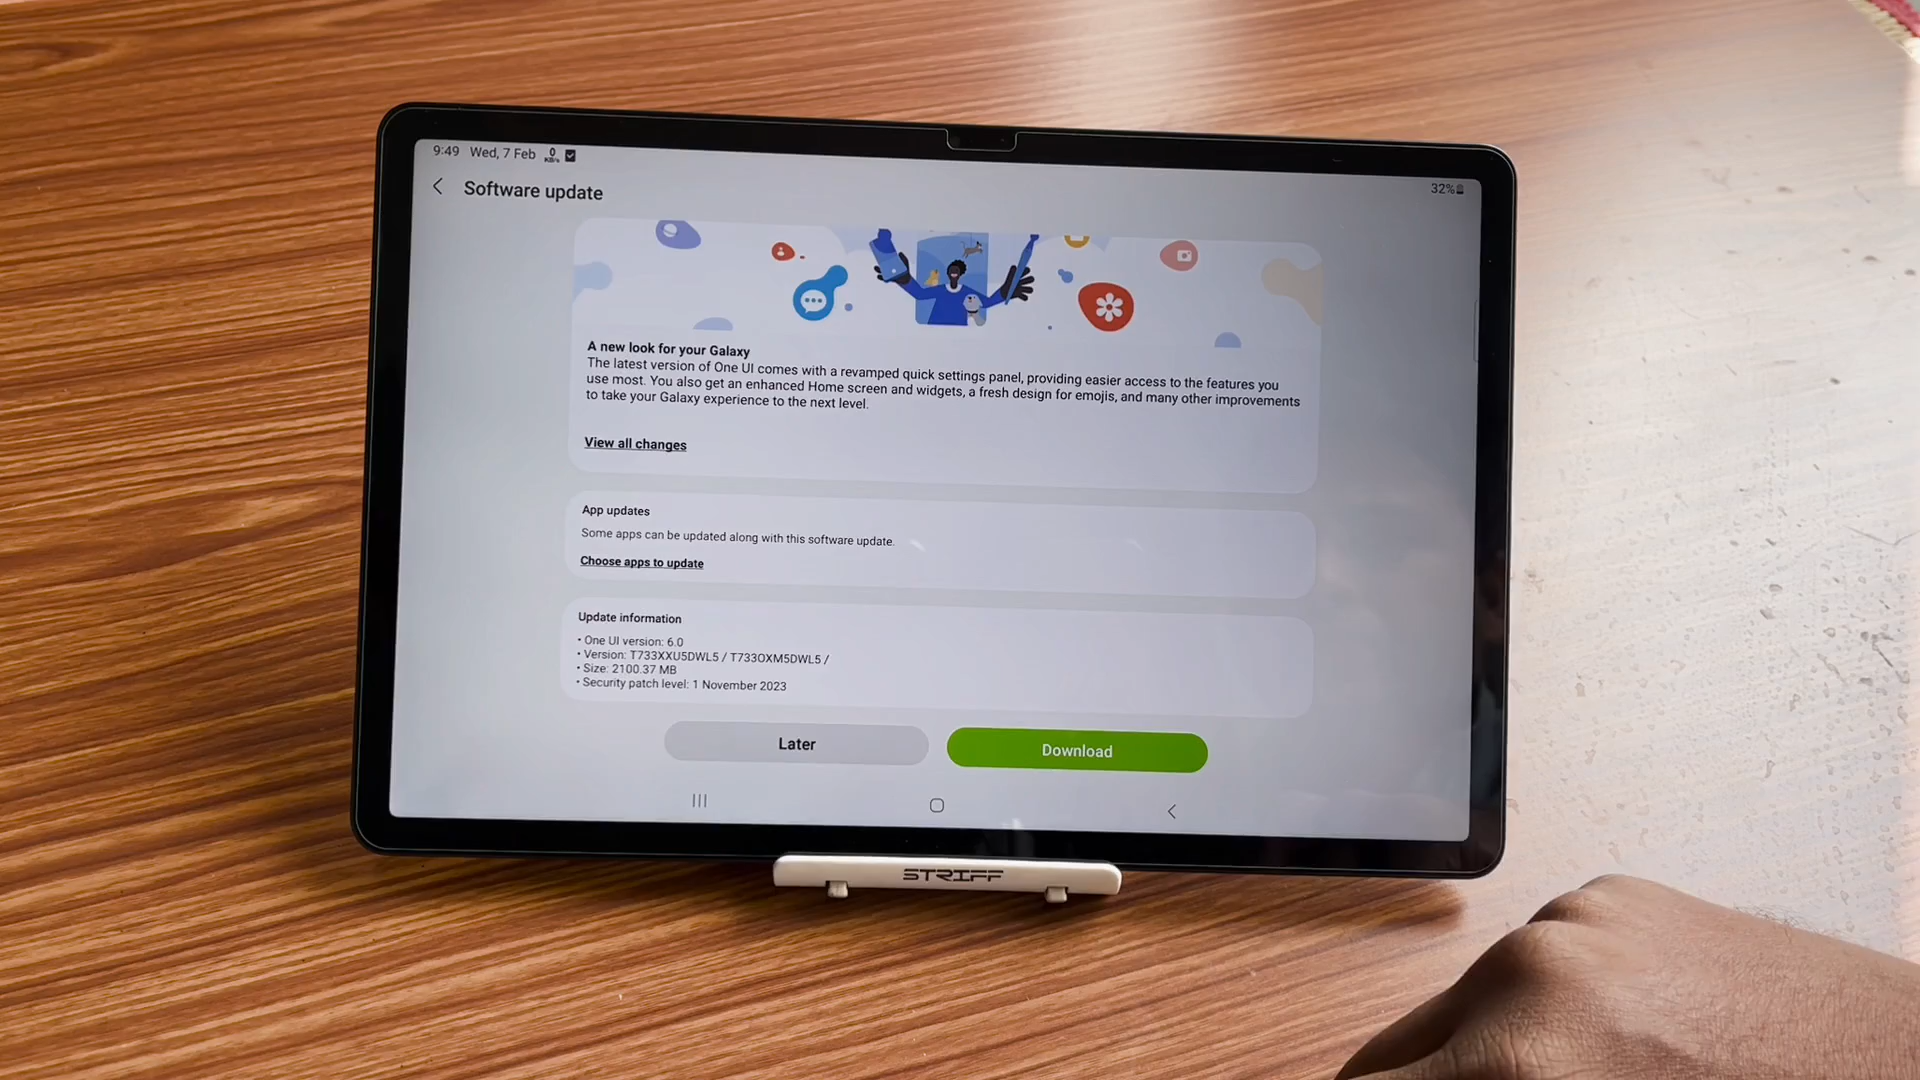 9:49 Wed, 7 Feb 0 KB/s
32%
Software update
A new look for your Galaxy
The latest version of One UI comes with a revamped quick settings panel, providing easier access to the features you
use most. You also get an enhanced Home screen and widgets, a fresh design for emojis, and many other improvements
to take your Galaxy experience to the next level.
View all changes
App updates
Some apps can be updated along with this software update.
Choose apps to update
Update information
• One UI version: 6.0
• Version: T733XXU5DWL5 / T733OXM5DWL5 /
• Size: 2100.37 MB
• Security patch level: 1 November 2023
Later
Download
STRIFF